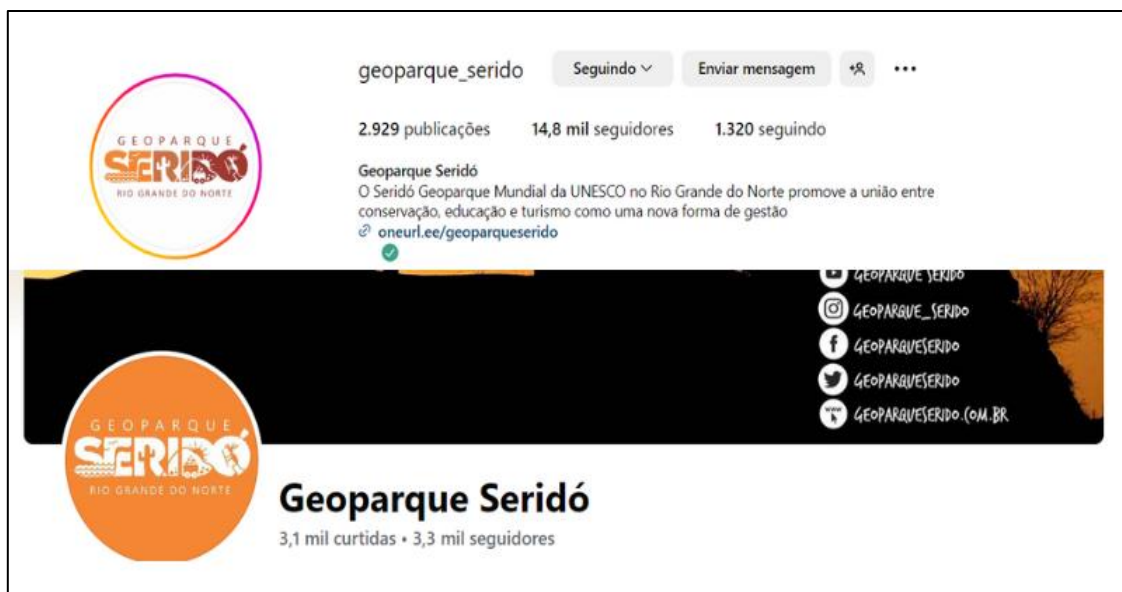 geoparque_serido Seguindo Enviar mensagem
GEOPARQUE
SERIDÓ
RIO GRANDE DO NORTE
2.929 publicações 14,8 mil seguidores 1.320 seguindo
Geoparque Seridó
O Seridó Geoparque Mundial da UNESCO no Rio Grande do Norte promove a união entre
conservação, educação e turismo como uma nova forma de gestão
oneurl.ee/geoparqueserido
GEOPARQUE SERIDO
GEOPARQUE_SERIDO
f GEOPARQUESERIDO
GEOPARQUESERIDO
www GEOPARQUESERIDO.COM.BR
GEOPARQUE
SERIDÓ
RIO GRANDE DO NORTE
Geoparque Seridó
3,1 mil curtidas • 3,3 mil seguidores